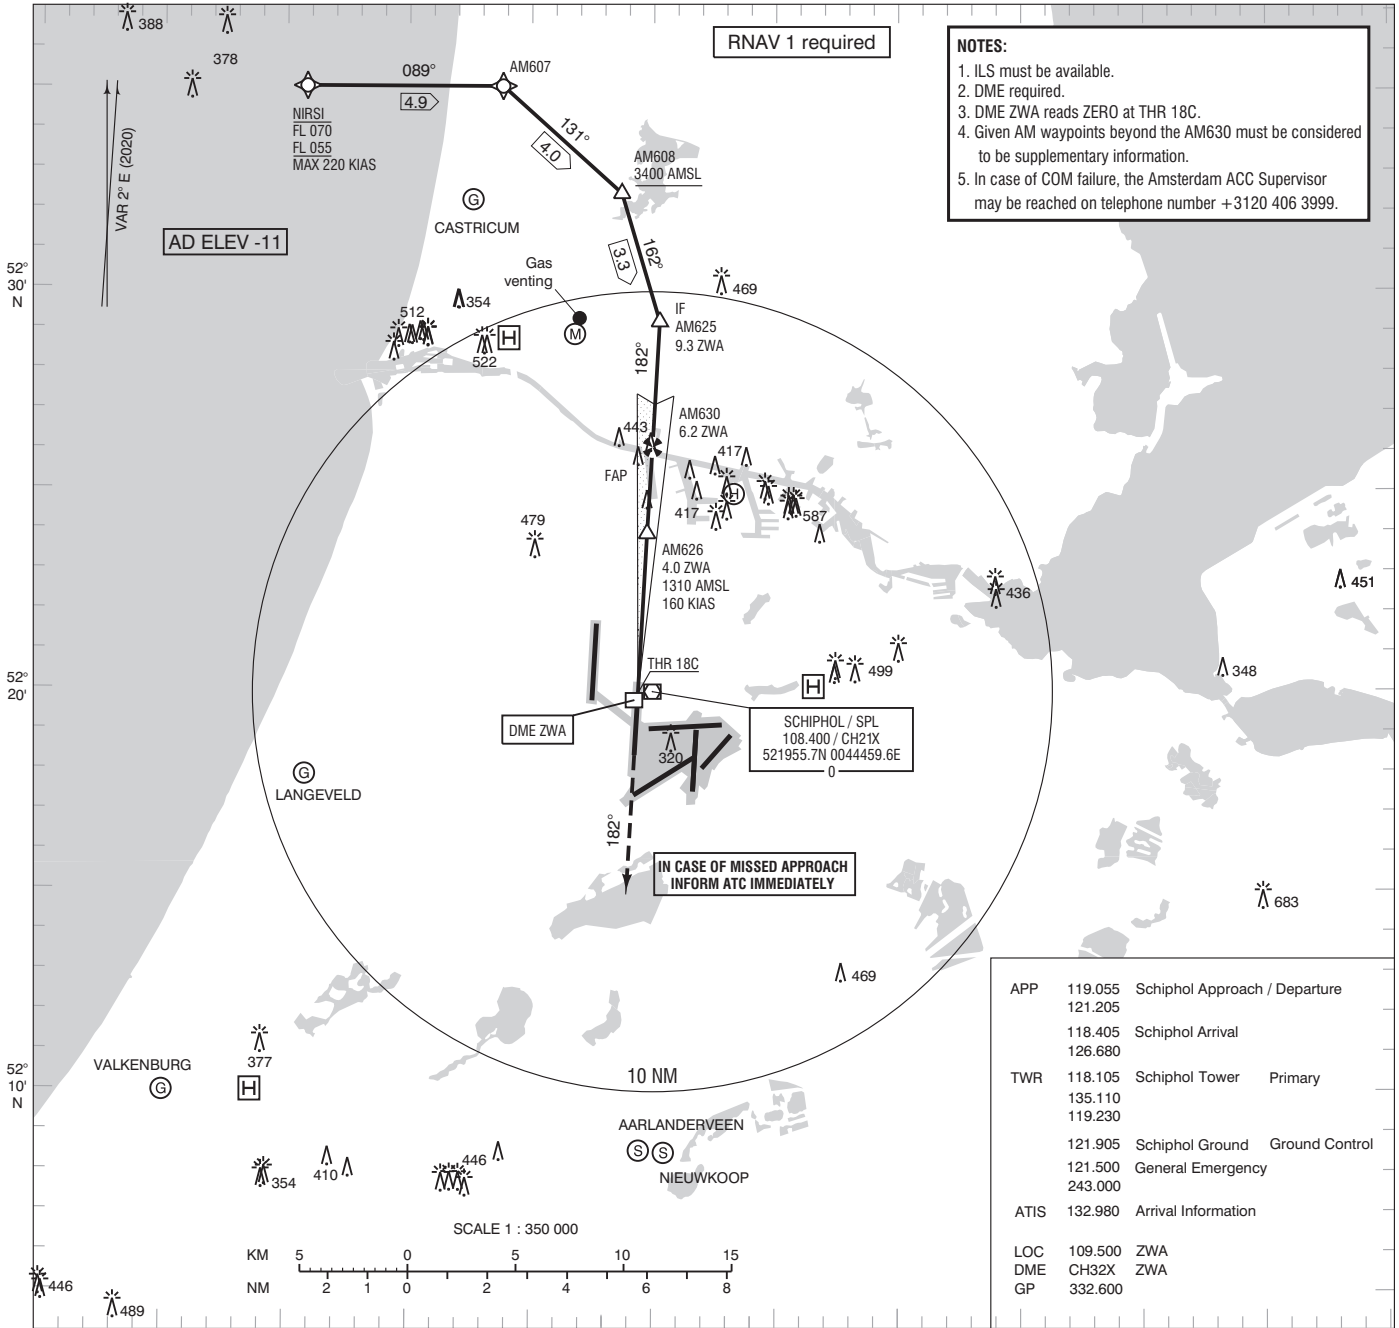 388
378
RNAV 1 required
NOTES:
1. ILS must be available.
2. DME required.
3. DME ZWA reads ZERO at THR 18C.
4. Given AM waypoints beyond the AM630 must be considered
to be supplementary information.
5. In case of COM failure, the Amsterdam ACC Supervisor
may be reached on telephone number +3120 406 3999.
089°
4.9
AM607
NIRSI
FL 070
FL 055
MAX 220 KIAS
131°
4.0
AM608
3400 AMSL
VAR 2° E (2020)
G
CASTRICUM
AD ELEV -11
162°
3.3
52°
30'
N
Gas
venting
469
354
512
IF
AM625
9.3 ZWA
M
H
522
182°
AM630
6.2 ZWA
443
417
FAP
H
417
587
479
AM626
4.0 ZWA
1310 AMSL
160 KIAS
451
436
THR 18C
499
348
52°
20'
H
DME ZWA
SCHIPHOL / SPL
108.400 / CH21X
521955.7N 0044459.6E
0
320
G
LANGEVELD
182°
IN CASE OF MISSED APPROACH
INFORM ATC IMMEDIATELY
683
469
377
VALKENBURG
G
H
52°
10'
N
10 NM
AARLANDERVEEN
S
S
NIEUWKOOP
354
410
446
446
489
SCALE 1 : 350 000
KM 5 0 5 10 15
NM 2 1 0 2 4 6 8
APP 119.055 Schiphol Approach / Departure
121.205
118.405 Schiphol Arrival
126.680
TWR 118.105 Schiphol Tower Primary
135.110
119.230
121.905 Schiphol Ground Ground Control
121.500 General Emergency
243.000
ATIS 132.980 Arrival Information
LOC 109.500 ZWA
DME CH32X ZWA
GP 332.600